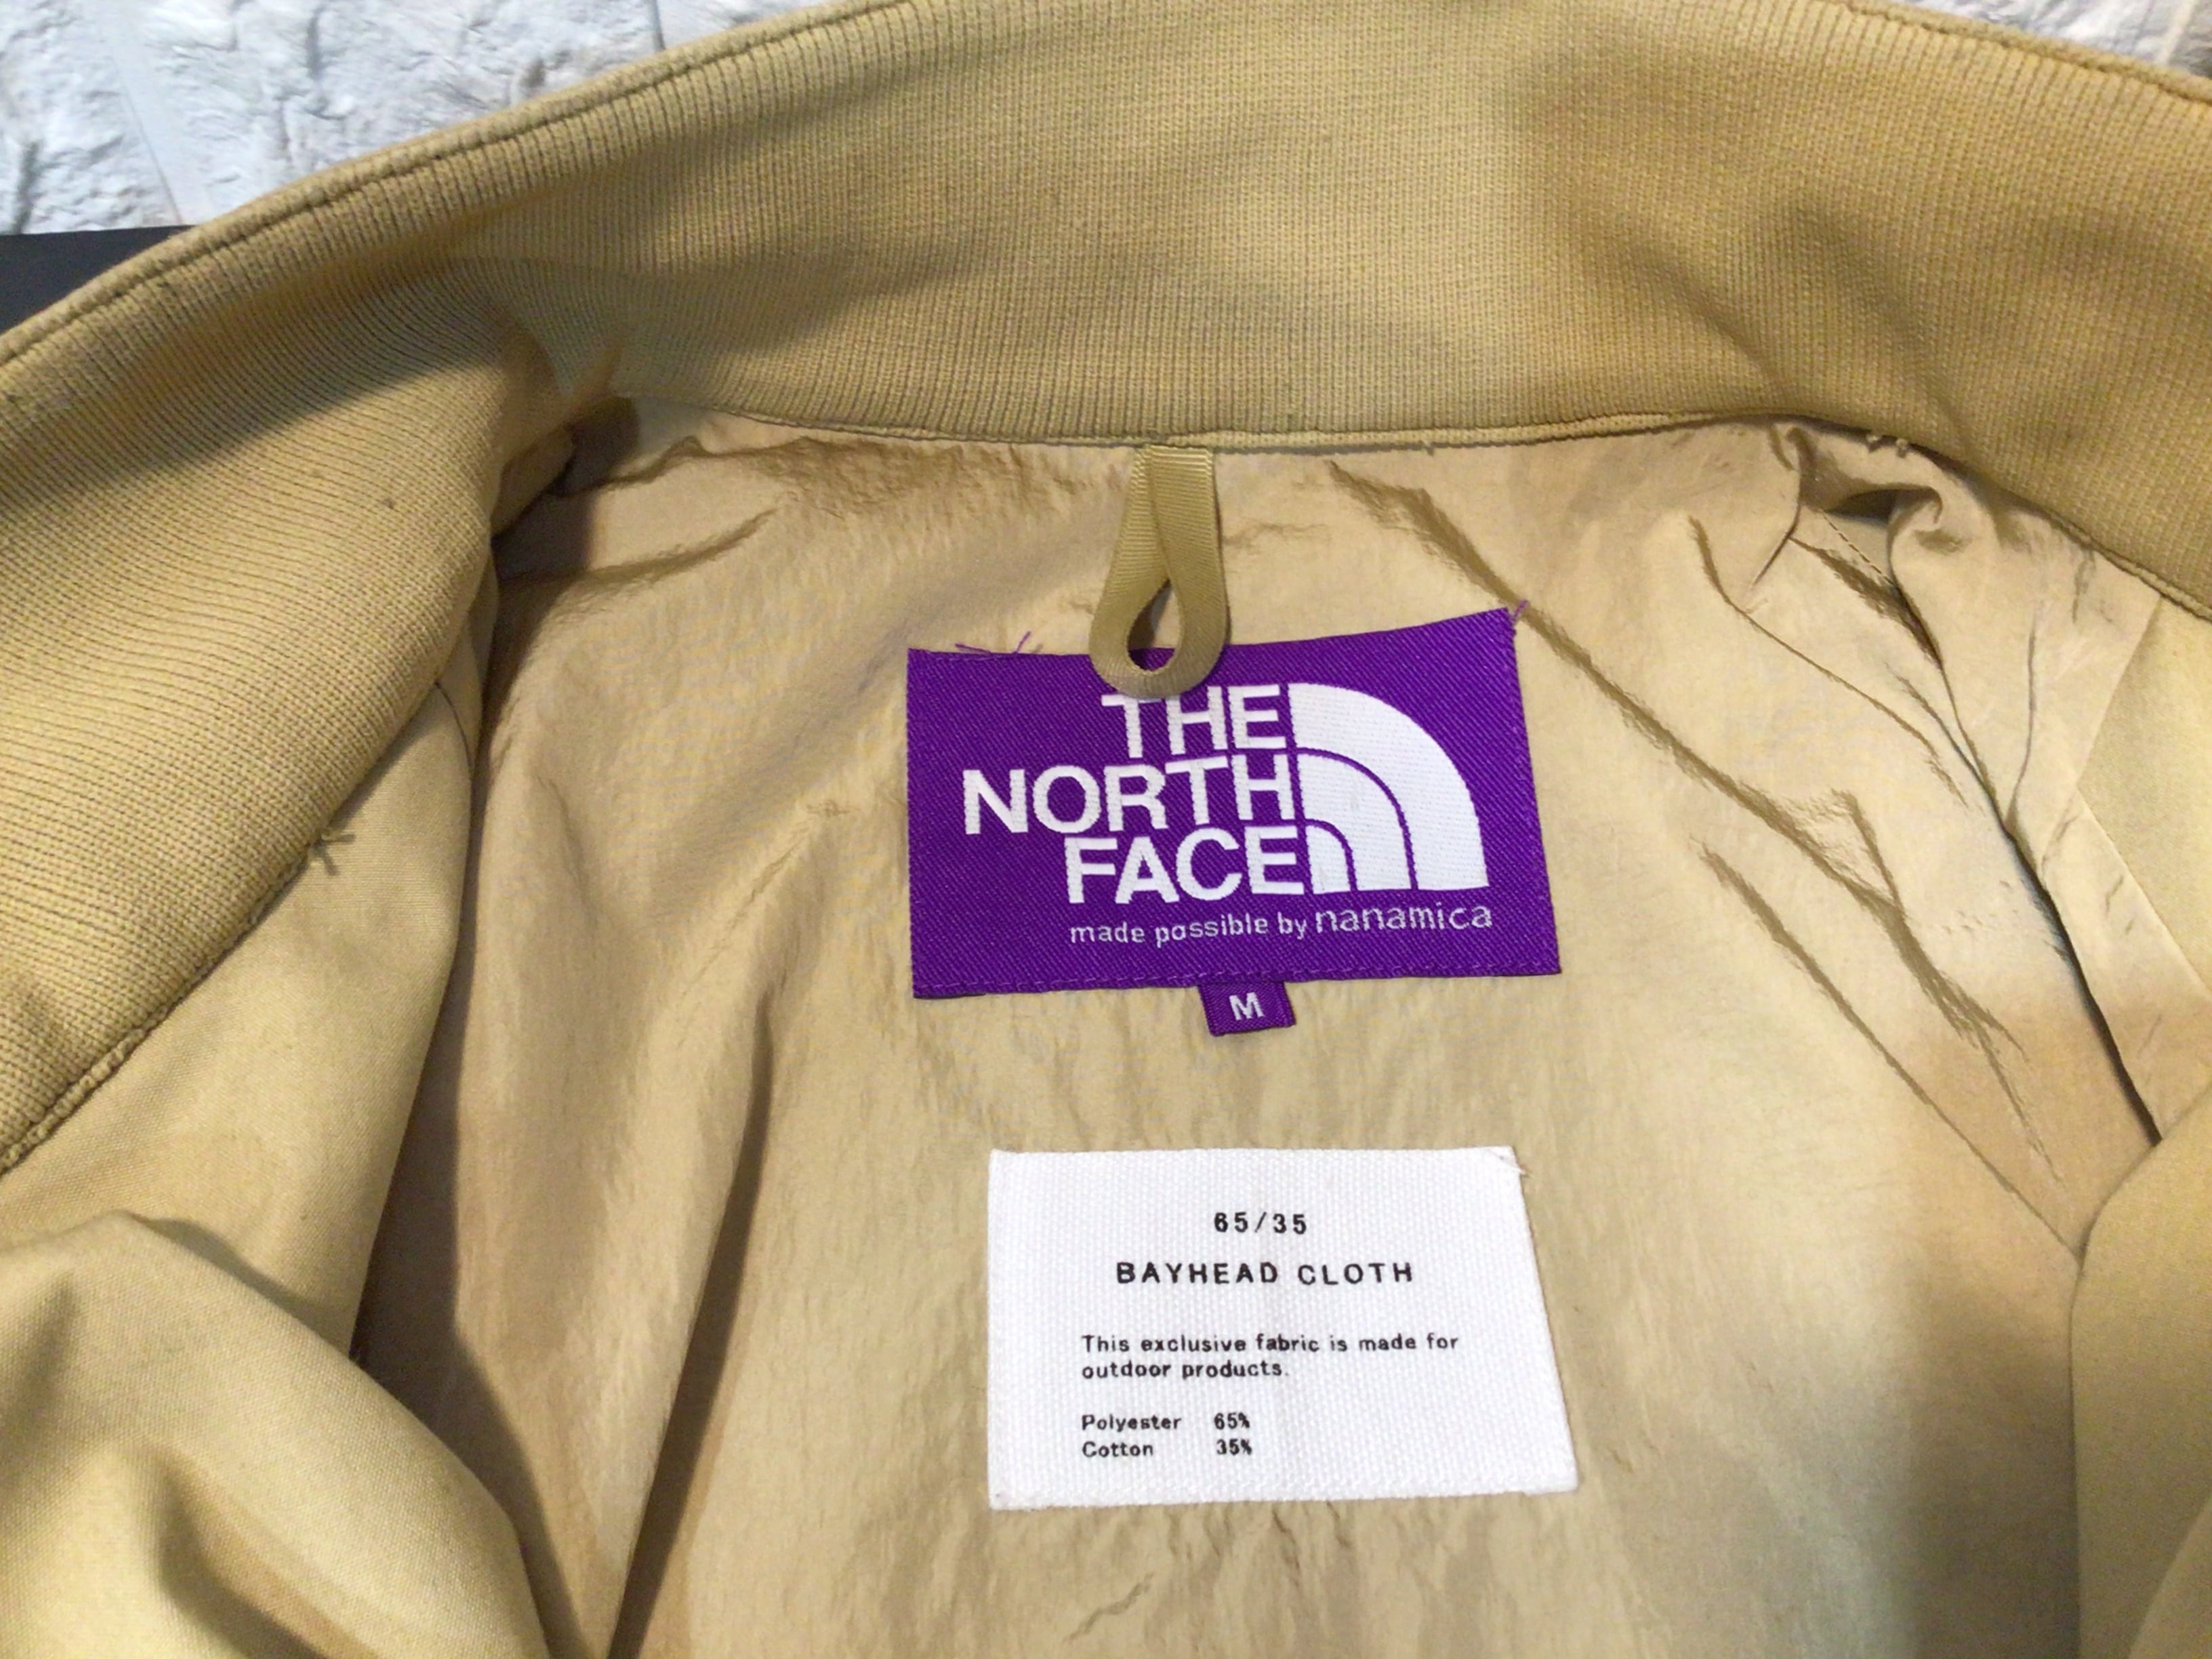 THE
NORTH
FACE
made possible by nanamica
M
65/35
BAYHEAD CLOTH
This exclusive fabric is made for
outdoor products.
Polyester 65%
Cotton 35%